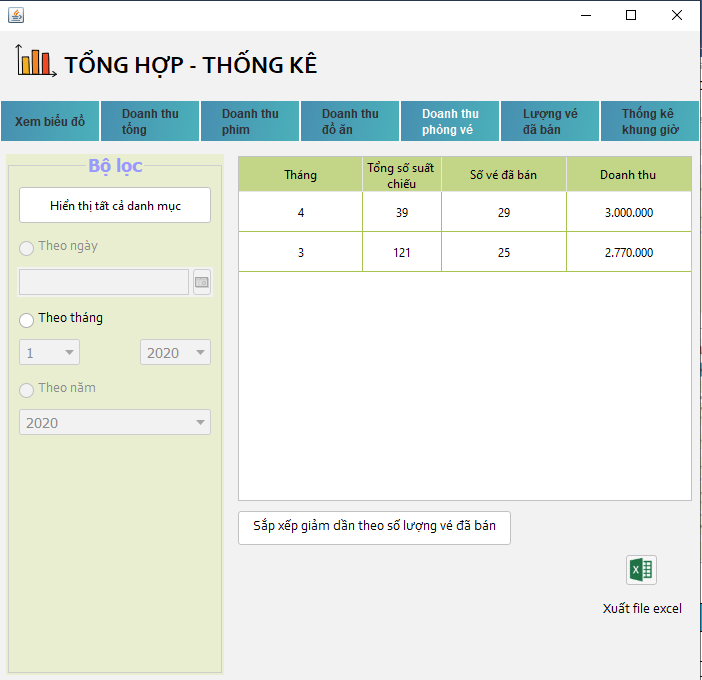 TỔNG HỢP - THỐNG KÊ
Xem biểu đồ
Doanh thu
tổng
Doanh thu
phim
Doanh thu
đồ ăn
Doanh thu
phòng vé
Lượng vé
đã bán
Thống kê
khung giờ
Bộ lọc
Hiển thị tất cả danh mục
Theo ngày
Theo tháng
1 2020
Theo năm
2020
Tháng
Tổng số suất
chiếu
Số vé đã bán
Doanh thu
4 39 29 3.000.000
3 121 25 2.770.000
Sắp xếp giảm dần theo số lượng vé đã bán
Xuất file excel